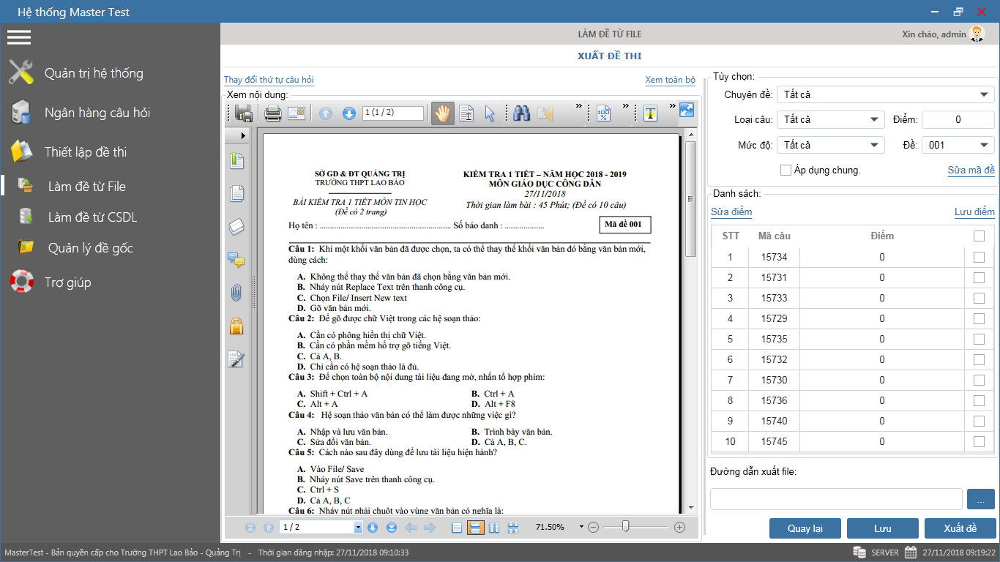 Hệ thống Master Test
LÀM ĐỀ TỪ FILE
Xin chào, admin
Quản trị hệ thống
Ngân hàng câu hỏi
Thiết lập đề thi
Làm đề từ File
Làm đề từ CSDL
Quản lý đề gốc
Trợ giúp
XUẤT ĐỀ THI
Thay đổi thứ tự câu hỏi
Xem toàn bộ
Xem nội dung:
1 (1 / 2)
SỞ GD & ĐT QUẢNG TRỊ
TRƯỜNG THPT LAO BẢO
BÀI KIỂM TRA 1 TIẾT MÔN TIN HỌC
(Đề có 2 trang)
KIỂM TRA 1 TIẾT – NĂM HỌC 2018 - 2019
MÔN GIÁO DỤC CÔNG DÂN
27/11/2018
Thời gian làm bài : 45 Phút; (Đề có 10 câu)
Họ tên : ............................................................... Số báo danh : ...................
Mã đề 001
Câu 1: Khi một khối văn bản đã được chọn, ta có thể thay thế khối văn bản đó bằng văn bản mới,
dùng cách:
A. Không thể thay thế văn bản đã chọn bằng văn bản mới.
B. Nháy nút Replace Text trên thanh công cụ.
C. Chọn File/ Insert New text
D. Gõ văn bản mới.
Câu 2: Để gõ được chữ Việt trong các hệ soạn thảo:
A. Cần có phông hiển thị chữ Việt.
B. Cần có phần mềm hổ trợ gõ tiếng Việt.
C. Cả A, B.
D. Chỉ cần có hệ soạn thảo là đủ.
Câu 3: Để chọn toàn bộ nội dung tài liệu đang mở, nhấn tổ hợp phím:
A. Shift + Ctrl + A B. Ctrl + A
C. Alt + A D. Alt + F8
Câu 4: Hệ soạn thảo văn bản có thể làm được những việc gì?
A. Nhập và lưu văn bản. B. Trình bày văn bản.
C. Sửa đổi văn bản. D. Cả A, B, C.
Câu 5: Cách nào sau đây dùng để lưu tài liệu hiện hành?
A. Vào File/ Save
B. Nháy nút Save trên thanh công cụ.
C. Ctrl + S
D. Cả A, B, C
Câu 6: Nháy nút phải chuột vào vùng văn bản có nghĩa là:
1 / 2
71.50%
Tùy chọn:
Chuyên đề: Tất cả
Loại câu: Tất cả Điểm: 0
Mức độ: Tất cả Đề: 001
Áp dụng chung. Sửa mã đề
Danh sách:
Sửa điểm Lưu điểm
STT Mã câu Điểm
1 15734 0
2 15731 0
3 15733 0
4 15729 0
5 15735 0
6 15732 0
7 15730 0
8 15736 0
9 15740 0
10 15745 0
Đường dẫn xuất file:
...
Quay lại Lưu Xuất đề
MasterTest - Bản quyền cấp cho Trường THPT Lao Bảo - Quảng Trị - Thời gian đăng nhập: 27/11/2018 09:10:33
SERVER 27/11/2018 09:19:22